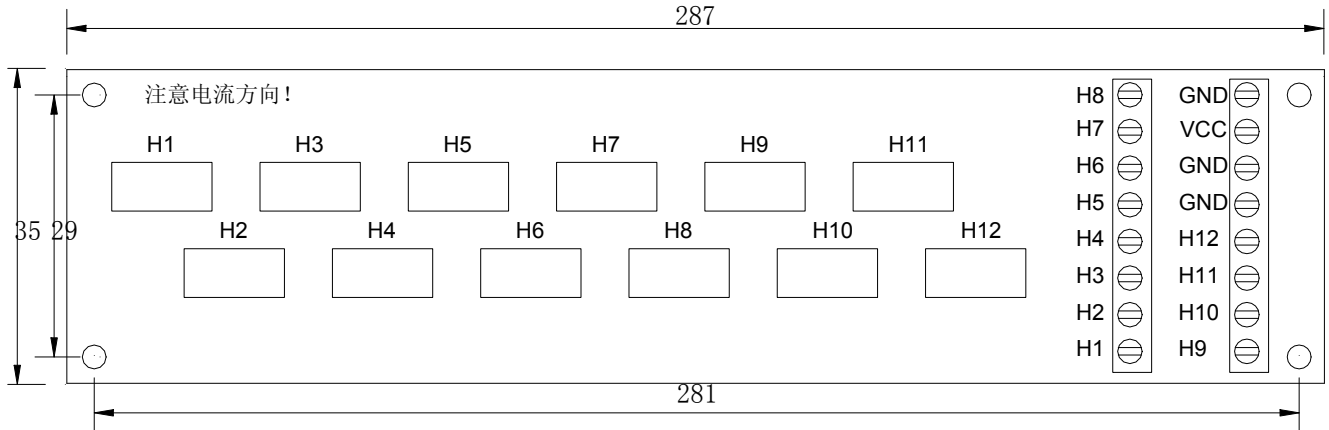 287
注意电流方向!
H1 H3 H5 H7 H9 H11
H2 H4 H6 H8 H10 H12
35 29
H8 GND
H7 VCC
H6 GND
H5 GND
H4 H12
H3 H11
H2 H10
H1 H9
281